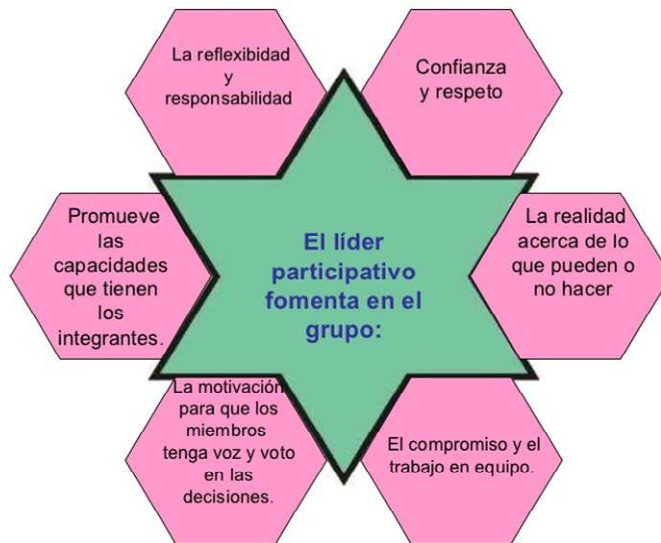 La reflexibidad
y
responsabilidad
Confianza
y respeto
Promueve
las
capacidades
que tienen
los
integrantes.
El líder
participativo
fomenta en el
grupo:
La realidad
acerca de lo
que pueden o
no hacer
La motivación
para que los
miembros
tenga voz y voto
en las
decisiones.
El compromiso y el
trabajo en equipo.